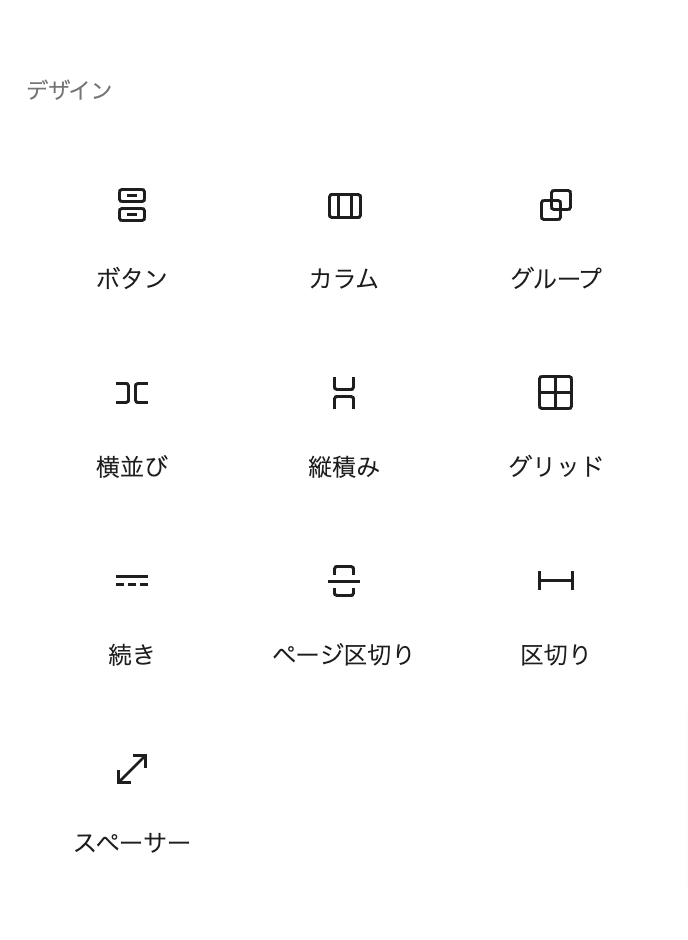 デザイン
ボタン
カラム
グループ
横並び
縦積み
グリッド
続き
ページ区切り
区切り
スペーサー